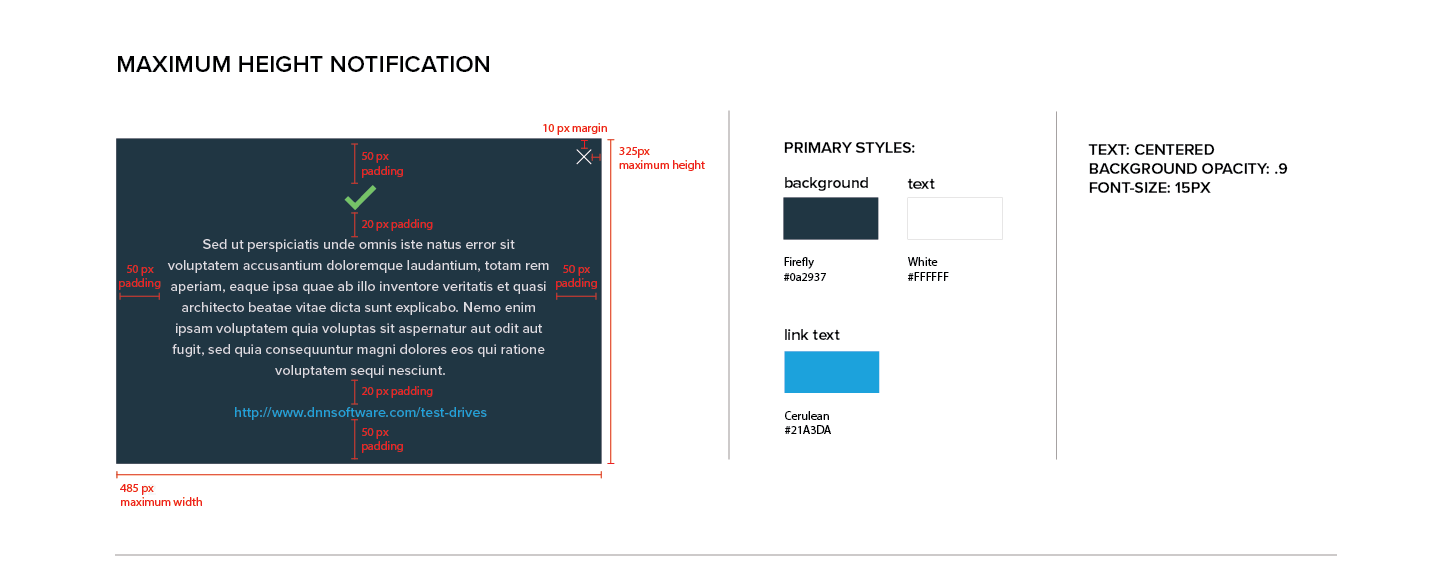 MAXIMUM HEIGHT NOTIFICATION
10 px margin
325px
maximum height
50 px
padding
20 px padding
Sed ut perspiciatis unde omnis iste natus error sit
voluptatem accusantium doloremque laudantium, totam rem
aperiam, eaque ipsa quae ab illo inventore veritatis et quasi
architecto beatae vitae dicta sunt explicabo. Nemo enim
ipsam voluptatem quia voluptas sit aspernatur aut odit aut
fugit, sed quia consequuntur magni dolores eos qui ratione
voluptatem sequi nesciunt.
50 px
padding
50 px
padding
20 px padding
http://www.dnnsoftware.com/test-drives
50 px
padding
485 px
maximum width
PRIMARY STYLES:
background
text
Firefly
#0a2937
White
#FFFFFF
link text
Cerulean
#21A3DA
TEXT: CENTERED
BACKGROUND OPACITY: .9
FONT-SIZE: 15PX